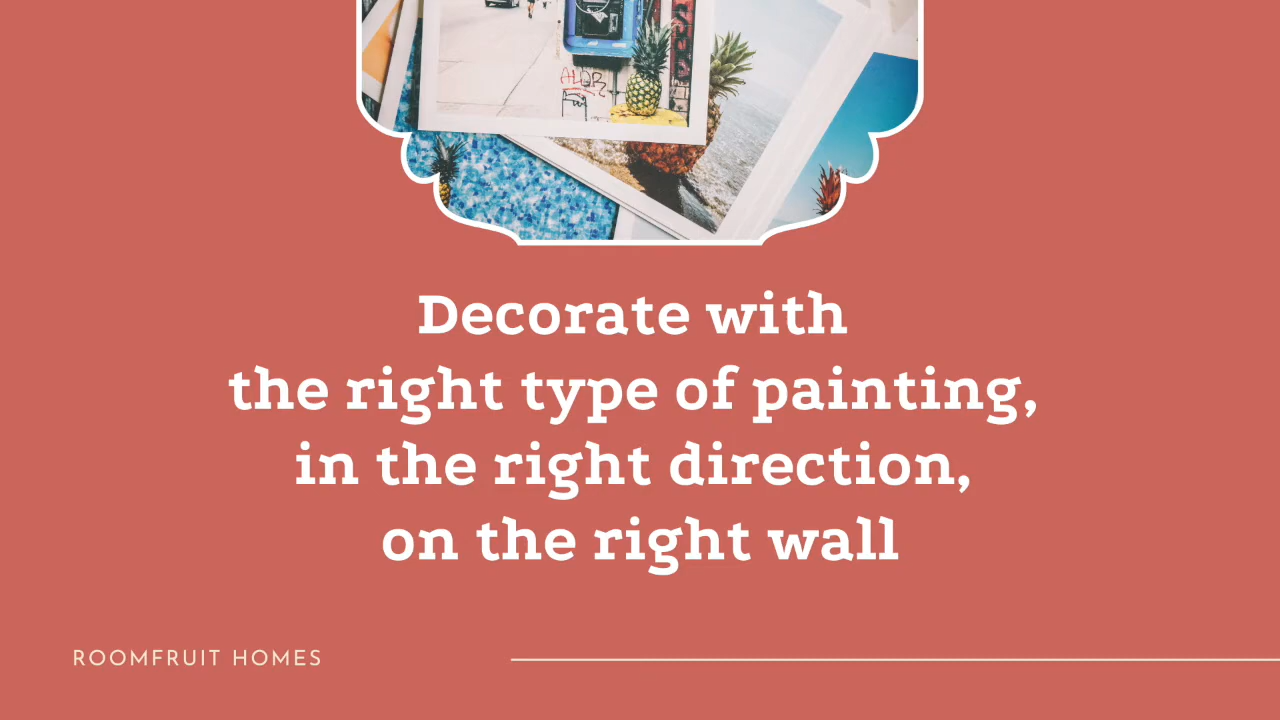 Decorate with
the right type of painting,
in the right direction,
on the right wall
ROOMFRUIT HOMES